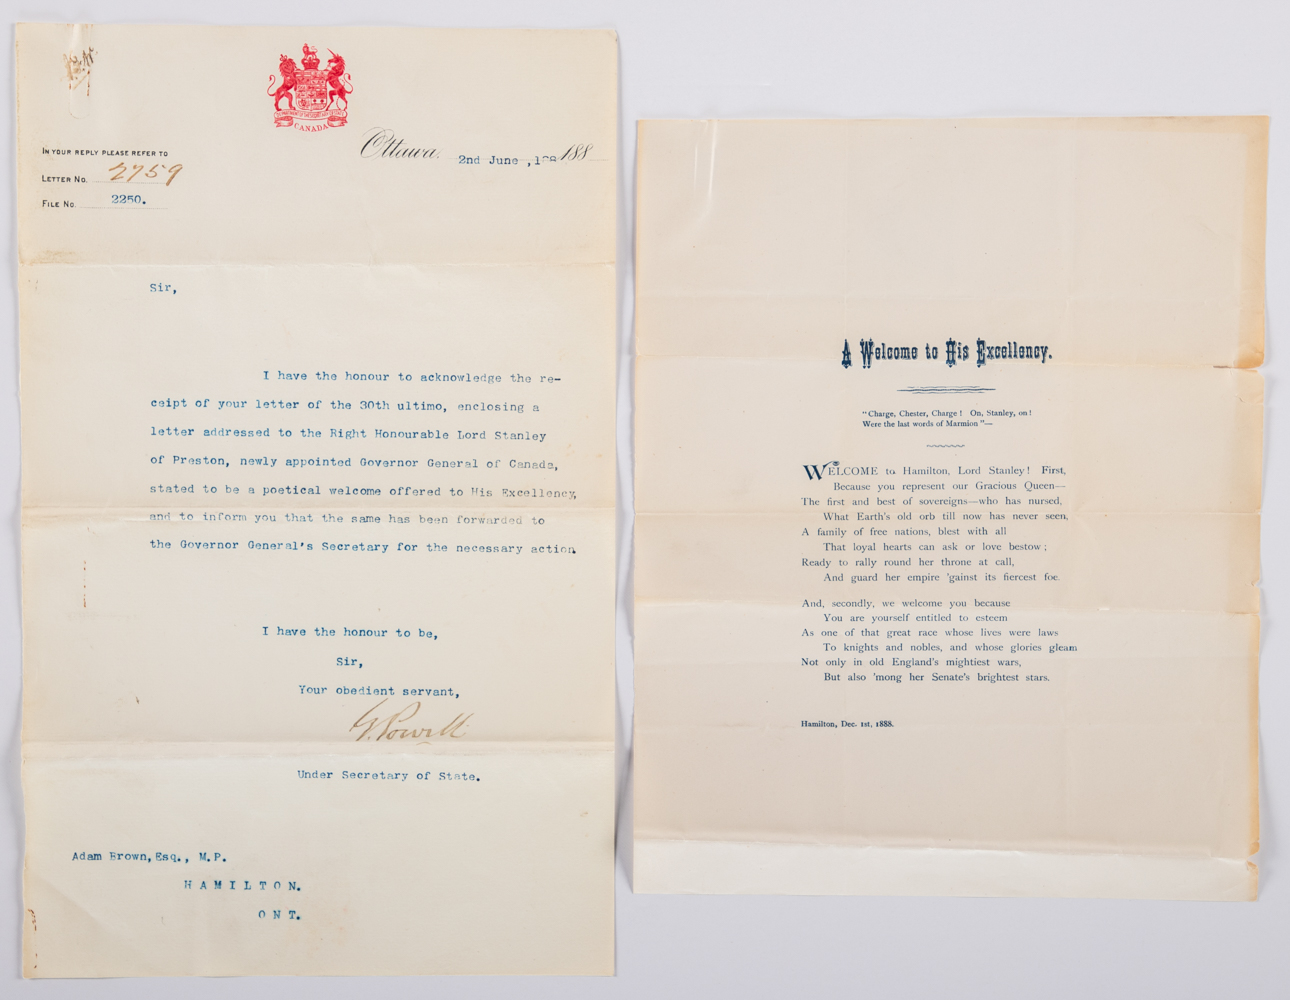 DEPARTMENT OF THE SECRETARY OF STATE
CANADA
IN YOUR REPLY PLEASE REFER TO
LETTER NO. 2759
FILE NO. 2250.
Ottawa, 2nd June ,188 188
Sir,
I have the honour to acknowledge the re-
ceipt of your letter of the 30th ultimo, enclosing a
letter addressed to the Right Honourable Lord Stanley
of Preston, newly appointed Governor General of Canada,
stated to be a poetical welcome offered to His Excellency,
and to inform you that the same has been forwarded to
the Governor General's Secretary for the necessary action.
I have the honour to be,
Sir,
Your obedient servant,
G. Powell
Under Secretary of State.
Adam Brown, Esq., M.P.
HAMILTON.
ONT.
A Welcome to His Excellency.
"Charge, Chester, Charge! On, Stanley, on!
Were the last words of Marmion"—
WELCOME to Hamilton, Lord Stanley! First,
Because you represent our Gracious Queen—
The first and best of sovereigns—who has nursed,
What Earth's old orb till now has never seen,
A family of free nations, blest with all
That loyal hearts can ask or love bestow;
Ready to rally round her throne at call,
And guard her empire 'gainst its fiercest foe.
And, secondly, we welcome you because
You are yourself entitled to esteem
As one of that great race whose lives were laws
To knights and nobles, and whose glories gleam
Not only in old England's mightiest wars,
But also 'mong her Senate's brightest stars.
Hamilton, Dec. 1st, 1888.